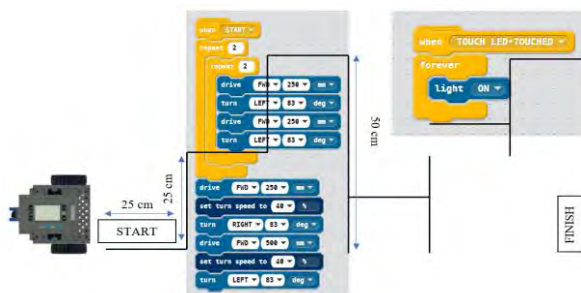 when START
repeat 2
repeat 2
drive FWD 250 mm
turn LEFT 83 deg
drive FWD 250 mm
turn LEFT 83 deg
drive FWD 250 mm
set turn speed to 40 %
turn RIGHT 83 deg
drive FWD 500 mm
set turn speed to 40 %
turn LEFT 83 deg
when TOUCH LED-TOUCHED
forever
light ON
25 cm
START
25 cm
50 cm
FINISH